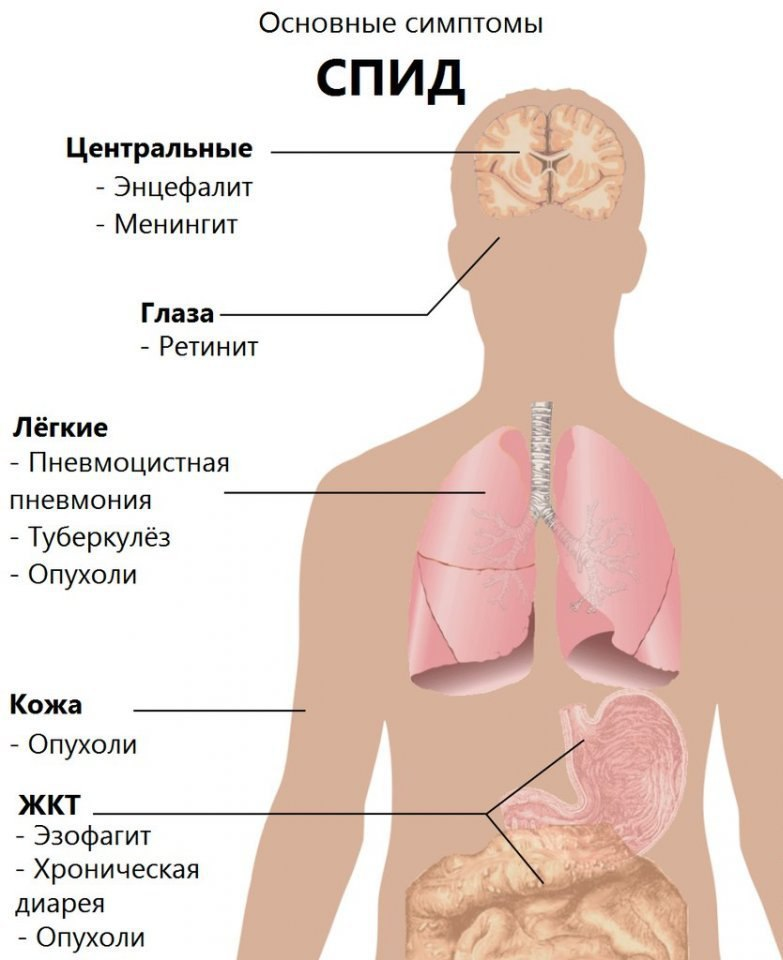 Основные симптомы
СПИД
Центральные
- Энцефалит
- Менингит
Глаза
- Ретинит
Лёгкие
- Пневмоцистная
пневмония
- Туберкулёз
- Опухоли
Кожа
- Опухоли
ЖКТ
- Эзофагит
- Хроническая
диарея
- Опухоли